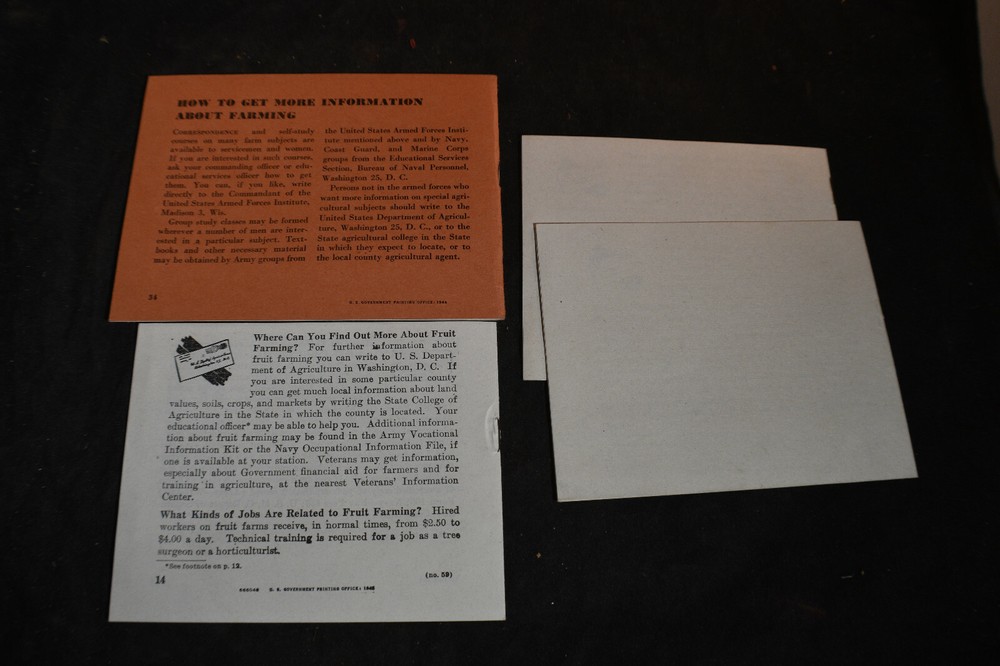 HOW TO GET MORE INFORMATION
ABOUT FARMING
CORRESPONDENCE and self-study
courses on many farm subjects are
available to servicemen and women.
If you are interested in such courses,
ask your commanding officer or edu-
cational services officer how to get
them. You can, if you like, write
directly to the Commandant of the
United States Armed Forces Institute,
Madison 3, Wis.
Group study classes may be formed
wherever a number of men are inter-
ested in a particular subject. Text-
books and other necessary material
may be obtained by Army groups from
the United States Armed Forces Insti-
tute mentioned above and by Navy,
Coast Guard, and Marine Corps
groups from the Educational Services
Section, Bureau of Naval Personnel,
Washington 25, D. C.
Persons not in the armed forces who
want more information on special agri-
cultural subjects should write to the
United States Department of Agricul-
ture, Washington 25, D. C., or to the
State agricultural college in the State
in which they expect to locate, or to
the local county agricultural agent.
34
U. S. GOVERNMENT PRINTING OFFICE:
Where Can You Find Out More About Fruit
Farming? For further information about
fruit farming you can write to U. S. Depart-
ment of Agriculture in Washington, D. C. If
you are interested in some particular county
you can get much local information about land
values, soils, crops, and markets by writing the State College of
Agriculture in the State in which the county is located. Your
educational officer* may be able to help you. Additional informa-
tion about fruit farming may be found in the Army Vocational
Information Kit or the Navy Occupational Information File, if
one is available at your station. Veterans may get information,
especially about Government financial aid for farmers and for
training in agriculture, at the nearest Veterans' Information
Center.
What Kinds of Jobs Are Related to Fruit Farming? Hired
workers on fruit farms receive, in normal times, from $2.50 to
$4.00 a day. Technical training is required for a job as a tree
surgeon or a horticulturist.
*See footnote on p. 12.
14
(no. 59)
U. S. GOVERNMENT PRINTING OFFICE: